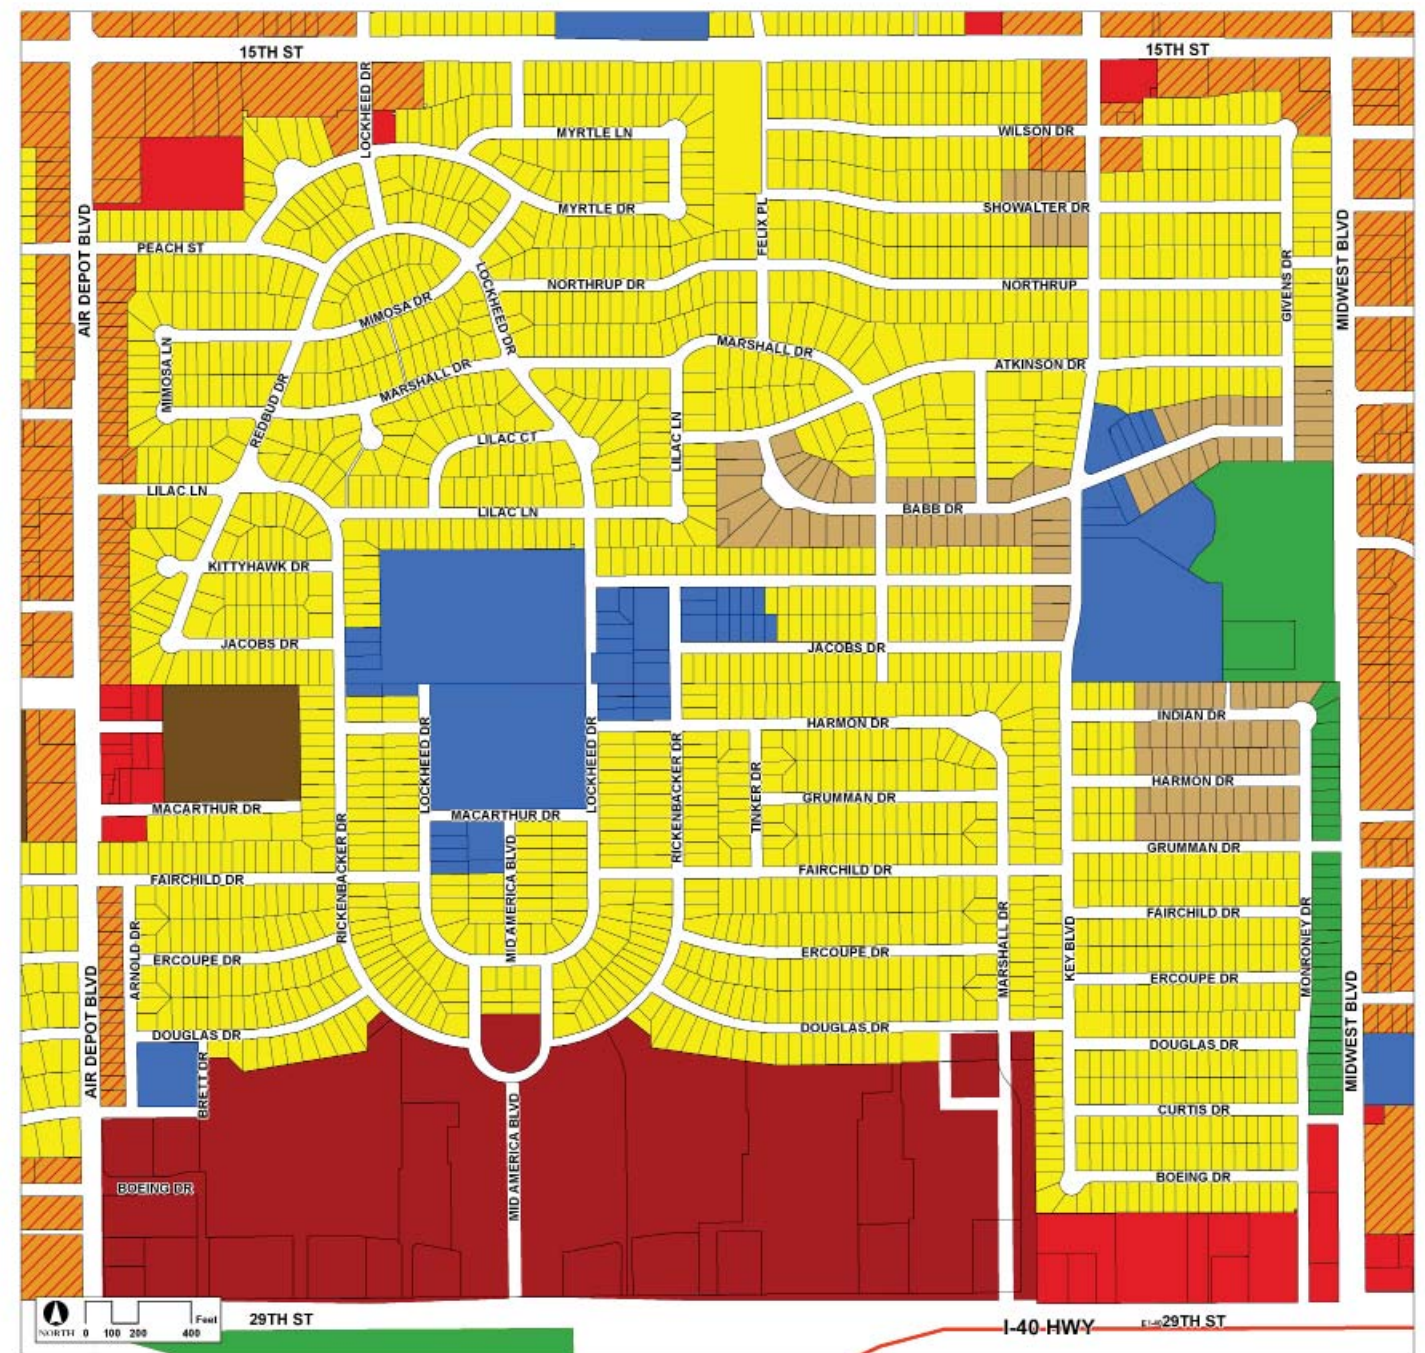 15TH ST
15TH ST
LOCKHEED DR
MYRTLE LN
WILSON DR
MYRTLE DR
SHOWALTER DR
AIR DEPOT BLVD
FELIX PL
MIDWEST BLVD
PEACH ST
LOCKHEED DR
NORTHRUP DR
NORTHRUP
GIVENS DR
MIMOSA DR
MIMOSA LN
MARSHALL DR
MARSHALL DR
ATKINSON DR
REDBUD DR
LILAC CT
LILAC LN
LILAC LN
LILAC LN
BABB DR
KITTYHAWK DR
JACOBS DR
JACOBS DR
LOCKHEED DR
LOCKHEED DR
HARMON DR
INDIAN DR
RICKENBACKER DR
TINKER DR
HARMON DR
GRUMMAN DR
MACARTHUR DR
MACARTHUR DR
RICKENBACKER DR
MID AMERICA BLVD
GRUMMAN DR
FAIRCHILD DR
FAIRCHILD DR
FAIRCHILD DR
ARNOLD DR
MARSHALL DR
KEY BLVD
MONRONEY DR
ERCOUPE DR
ERCOUPE DR
ERCOUPE DR
AIR DEPOT BLVD
MIDWEST BLVD
DOUGLAS DR
DOUGLAS DR
DOUGLAS DR
BRETT DR
CURTIS DR
MID AMERICA BLVD
BOEING DR
BOEING DR
NORTH 0 100 200 400 Feet
29TH ST
I-40 HWY
E I-40
29TH ST